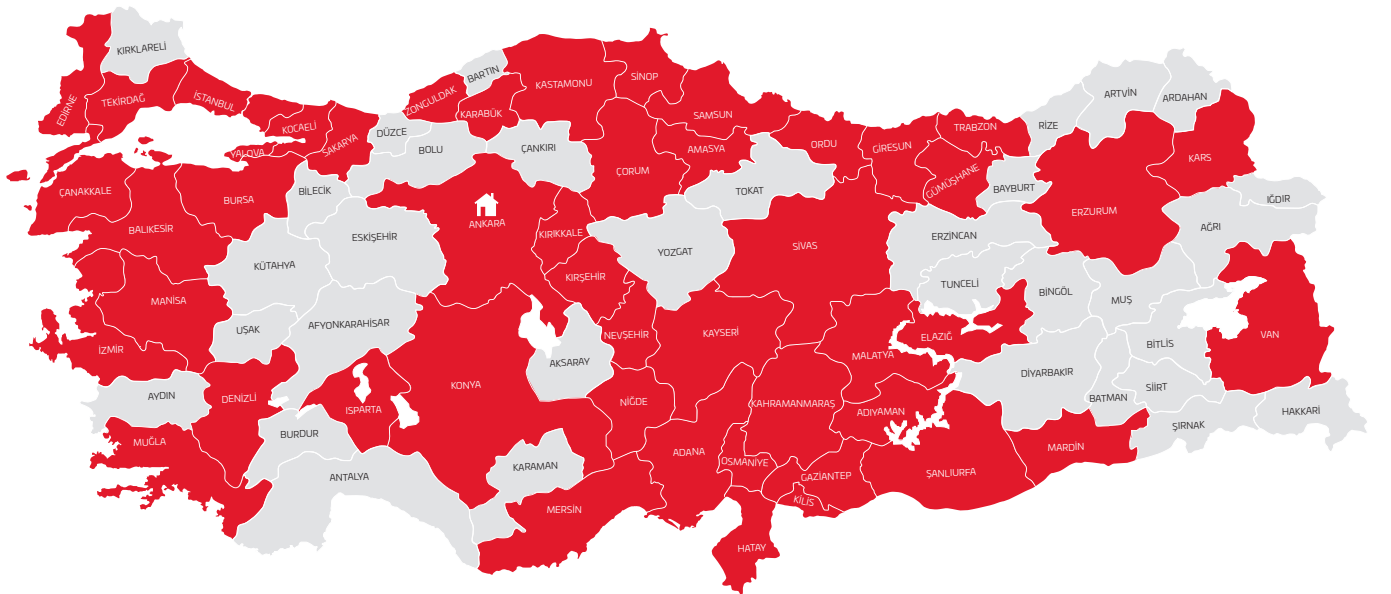 KIRKLARELİ
EDİRNE
TEKİRDAĞ
İSTANBUL
KOCAELİ
YALOVA
SAKARYA
DÜZCE
BOLU
ZONGULDAK
BARTIN
KARABÜK
KASTAMONU
SİNOP
ÇANKIRI
ÇORUM
SAMSUN
AMASYA
TOKAT
ORDU
GİRESUN
TRABZON
GÜMÜŞHANE
RİZE
ARTVİN
ARDAHAN
BAYBURT
KARS
ERZURUM
IĞDIR
AĞRI
ÇANAKKALE
BALIKESİR
BURSA
BİLECİK
ESKİŞEHİR
KÜTAHYA
ANKARA
KIRIKKALE
KIRŞEHİR
YOZGAT
SİVAS
ERZİNCAN
TUNCELİ
BİNGÖL
MUŞ
BİTLİS
VAN
MANİSA
İZMİR
UŞAK
AFYONKARAHİSAR
KONYA
AKSARAY
NEVŞEHİR
KAYSERİ
MALATYA
ELAZIĞ
DİYARBAKIR
BATMAN
SİİRT
ŞIRNAK
HAKKARİ
AYDIN
DENİZLİ
ISPARTA
BURDUR
MUĞLA
ANTALYA
KARAMAN
NİĞDE
MERSİN
ADANA
KAHRAMANMARAŞ
OSMANİYE
ADIYAMAN
GAZİANTEP
KİLİS
HATAY
ŞANLIURFA
MARDİN